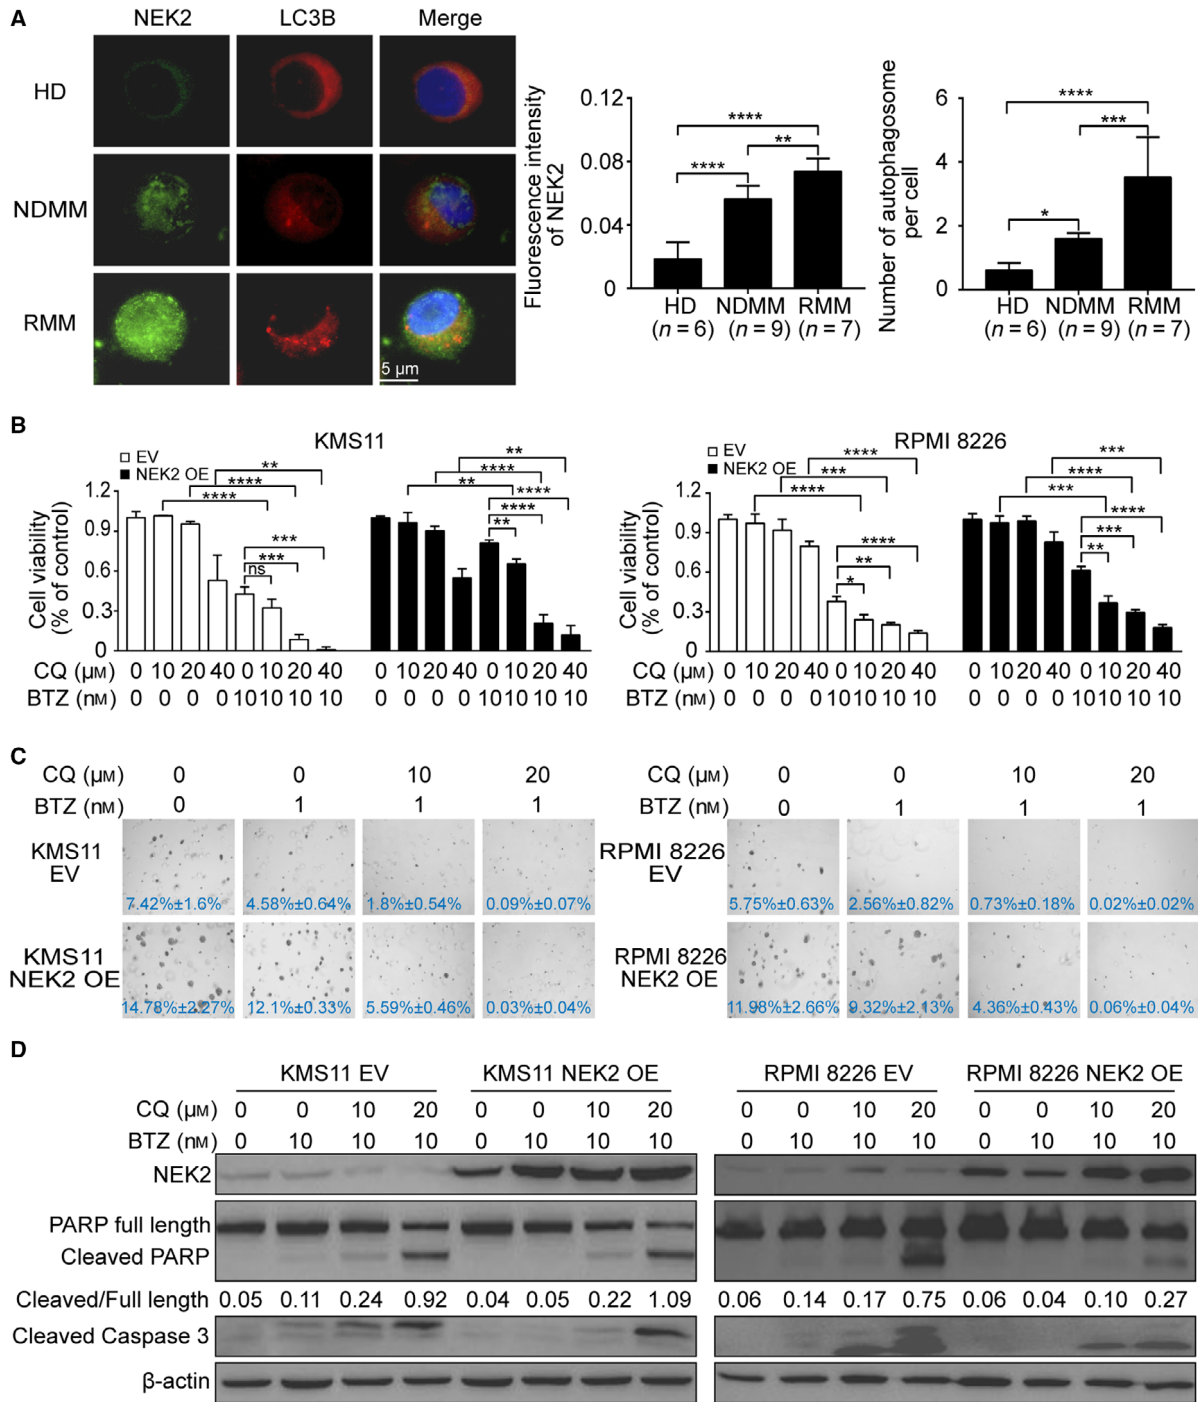 A
NEK2 LC3B Merge
HD
NDMM
RMM
5 µm
Fluorescence intensity
of NEK2
0.12
0.08
0.04
0
****
**** **
HD NDMM RMM
(n = 6) (n = 9) (n = 7)
Number of autophagosome
per cell
6
4
2
0
****
***
*
HD NDMM RMM
(n = 6) (n = 9) (n = 7)
B
KMS11
EV
NEK2 OE
Cell viability
(% of control)
1.2
0.9
0.6
0.3
0
**
****
****
***
***
ns
**
****
**
****
****
**
CQ (µM) 0 10 20 40 0 10 20 40 0 10 20 40 0 10 20 40
BTZ (nM) 0 0 0 0 10 10 10 10 0 0 0 0 10 10 10 10
RPMI 8226
EV
NEK2 OE
Cell viability
(% of control)
1.2
0.9
0.6
0.3
0
****
***
****
****
**
*
***
****
***
****
***
**
CQ (µM) 0 10 20 40 0 10 20 40 0 10 20 40 0 10 20 40
BTZ (nM) 0 0 0 0 10 10 10 10 0 0 0 0 10 10 10 10
C
CQ (µM) 0 0 10 20
BTZ (nM) 0 1 1 1
KMS11
EV
7.42%±1.6% 4.58%±0.64% 1.8%±0.54% 0.09%±0.07%
KMS11
NEK2 OE
14.78%±2.27% 12.1%±0.33% 5.59%±0.46% 0.03%±0.04%
CQ (µM) 0 0 10 20
BTZ (nM) 0 1 1 1
RPMI 8226
EV
5.75%±0.63% 2.56%±0.82% 0.73%±0.18% 0.02%±0.02%
RPMI 8226
NEK2 OE
11.98%±2.66% 9.32%±2.13% 4.36%±0.43% 0.06%±0.04%
D
KMS11 EV KMS11 NEK2 OE RPMI 8226 EV RPMI 8226 NEK2 OE
CQ (µM) 0 0 10 20 0 0 10 20 0 0 10 20 0 0 10 20
BTZ (nM) 0 10 10 10 0 10 10 10 0 10 10 10 0 10 10 10
NEK2
PARP full length
Cleaved PARP
Cleaved/Full length 0.05 0.11 0.24 0.92 0.04 0.05 0.22 1.09 0.06 0.14 0.17 0.75 0.06 0.04 0.10 0.27
Cleaved Caspase 3
β-actin